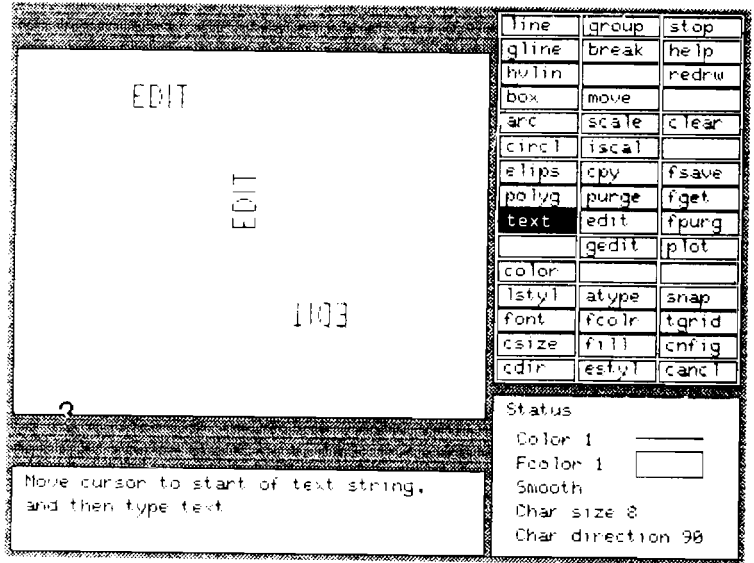 EDIT
EDIT
EDIT
?
Move cursor to start of text string,
and then type text
line group stop
gline break help
hvlin redrw
box move
arc scale clear
circl iscal
elips cpy fsave
polyg purge fget
text edit fpurg
gedit plot
color
lstyl atype snap
font fcolr tgrid
csize fill cnfig
cdir estyl cancl
Status
Color 1
Fcolor 1
Smooth
Char size 8
Char direction 90